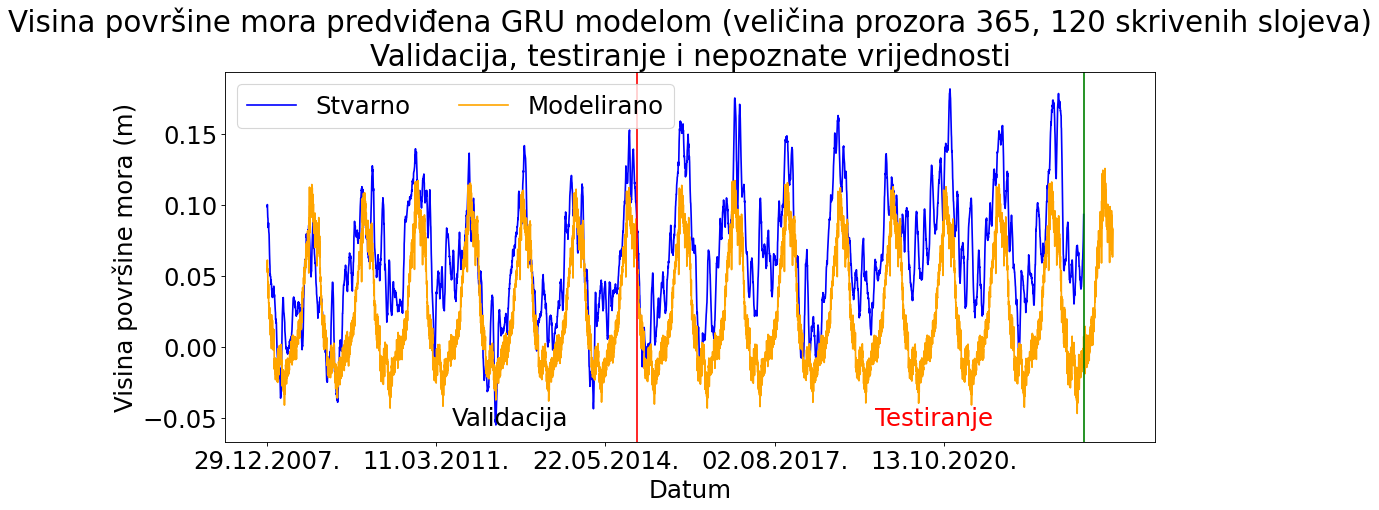 Visina površine mora predviđena GRU modelom (veličina prozora 365, 120 skrivenih slojeva)
Validacija, testiranje i nepoznate vrijednosti
Stvarno
Modelirano
Visina površine mora (m)
0.15
0.10
0.05
0.00
−0.05
Validacija
Testiranje
29.12.2007.
11.03.2011.
22.05.2014.
02.08.2017.
13.10.2020.
Datum